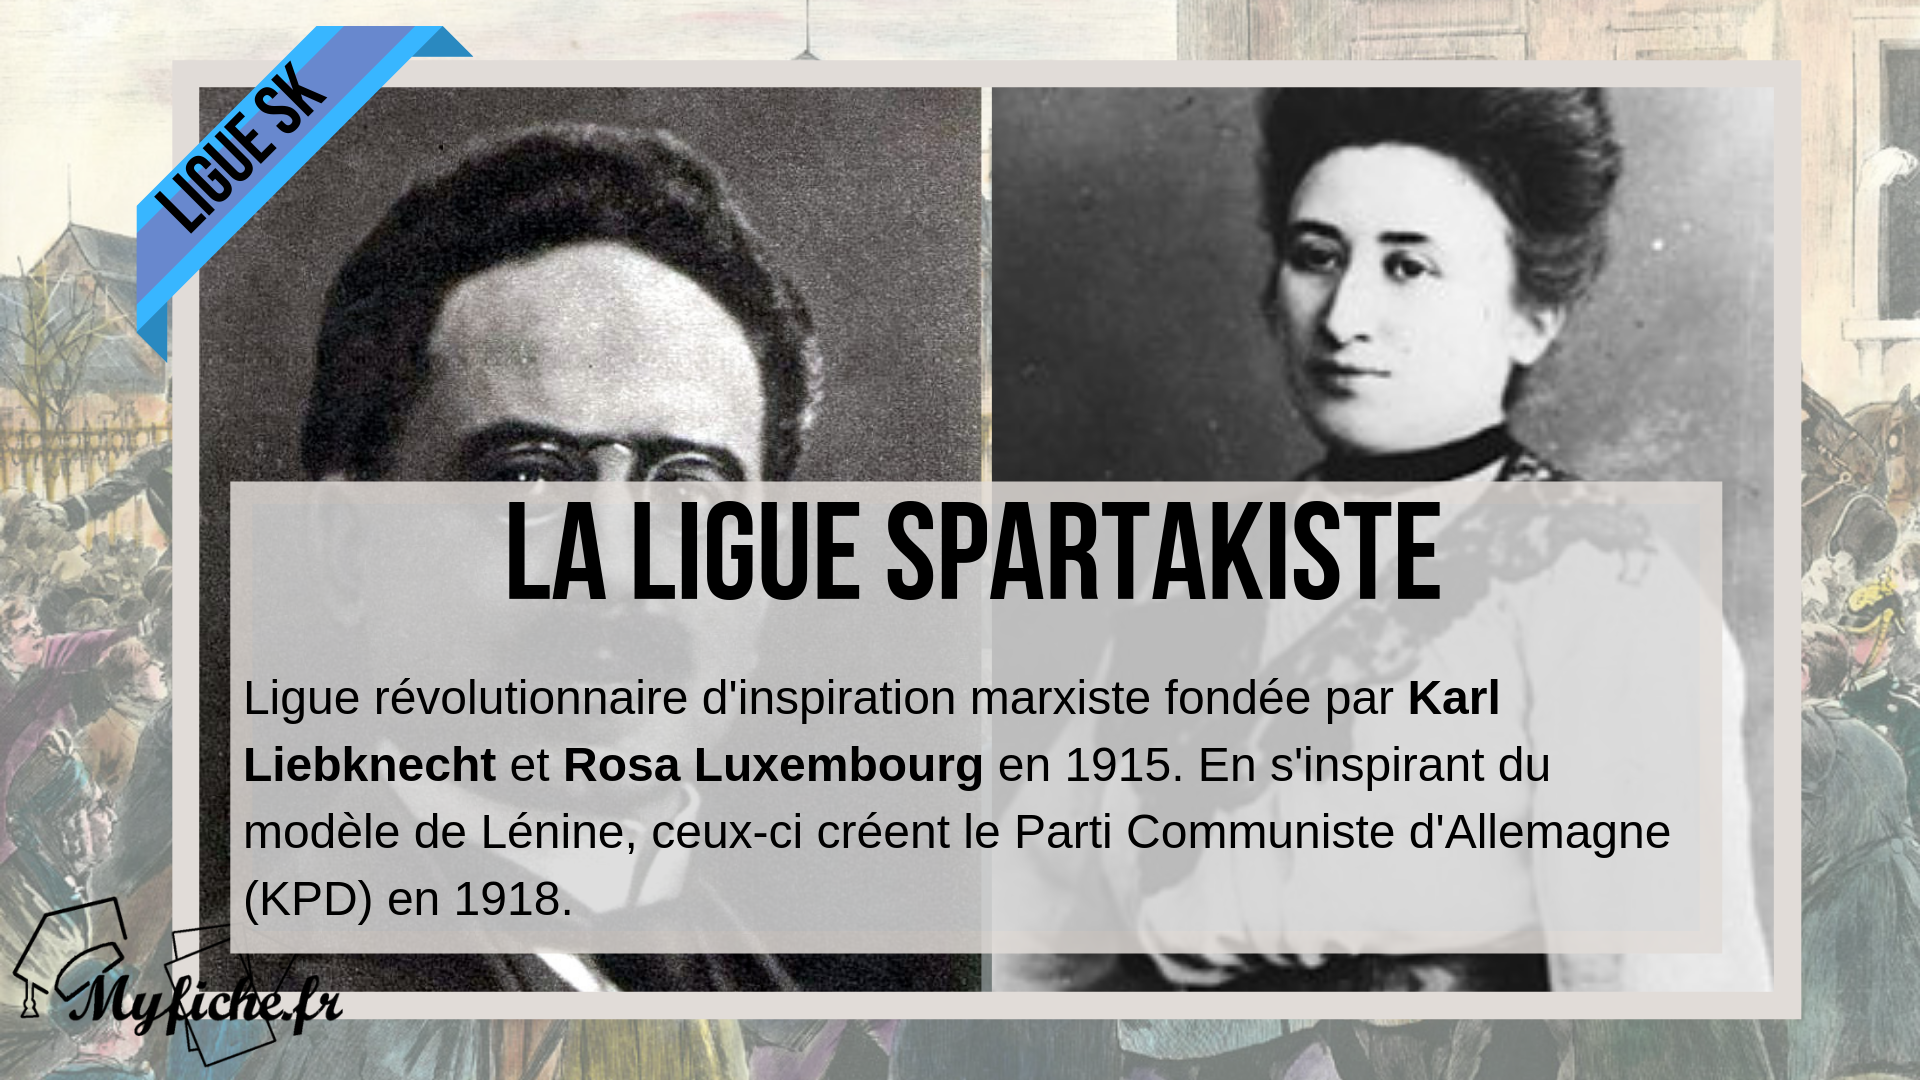 LIGUE SK
LA LIGUE SPARTAKISTE
Ligue révolutionnaire d'inspiration marxiste fondée par Karl
Liebknecht et Rosa Luxembourg en 1915. En s'inspirant du
modèle de Lénine, ceux-ci créent le Parti Communiste d'Allemagne
(KPD) en 1918.
Myfiche.fr